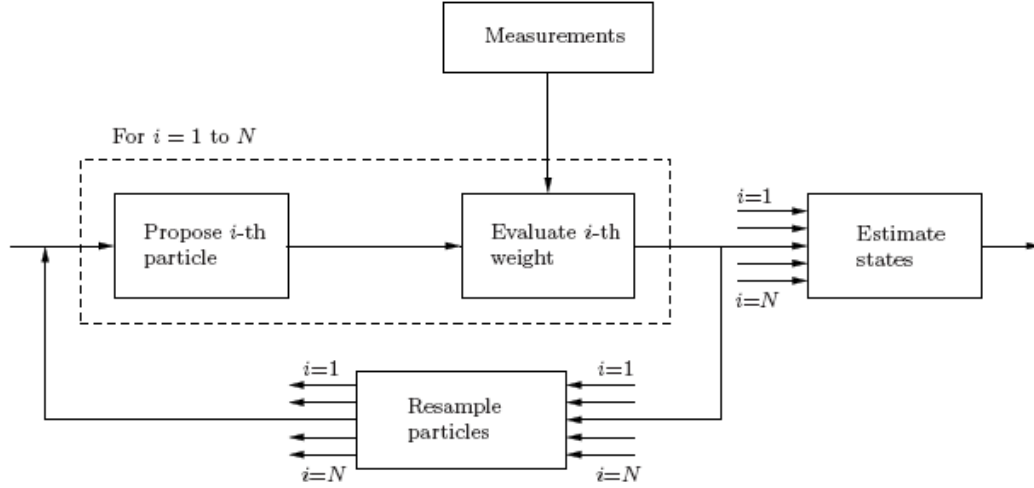 Measurements
For i = 1 to N
Propose i-th
particle
Evaluate i-th
weight
i=1
i=N
Estimate
states
i=1
i=N
Resample
particles
i=1
i=N